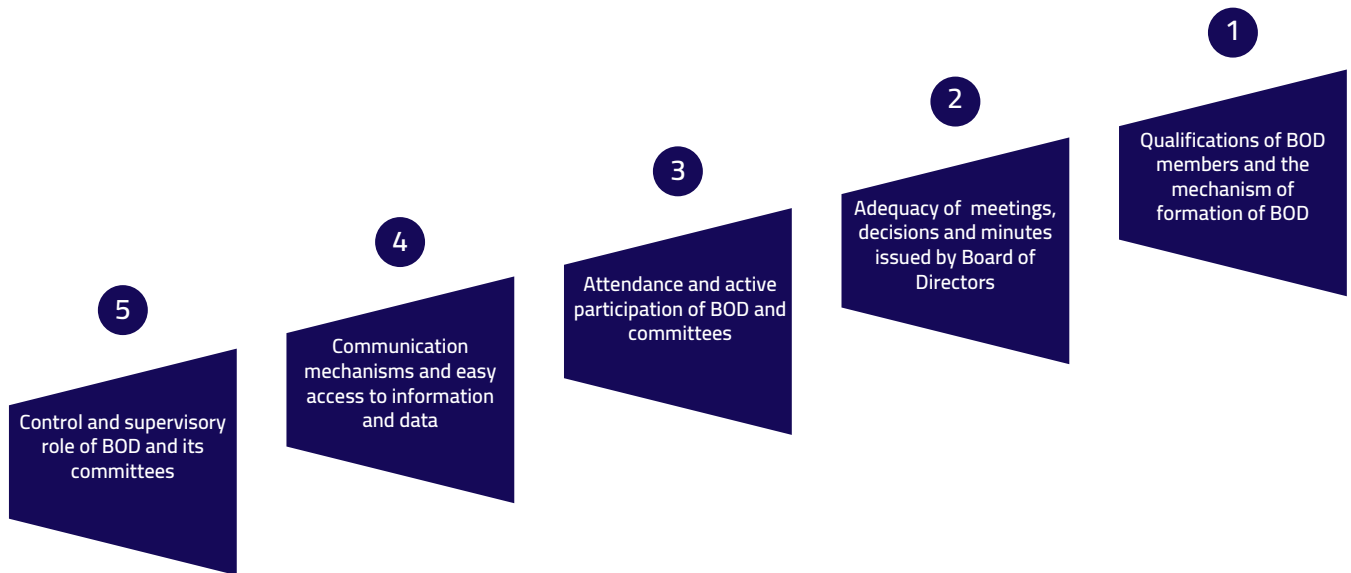 1
Qualifications of BOD
members and the
mechanism of
formation of BOD
2
Adequacy of  meetings,
decisions and minutes
issued by Board of
Directors
3
Attendance and active
participation of BOD and
committees
4
Communication
mechanisms and easy
access to information
and data
5
Control and supervisory
role of BOD and its
committees